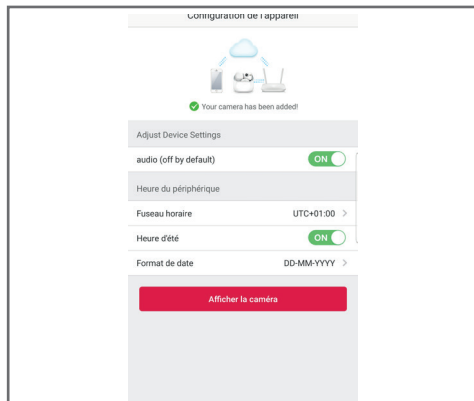 Configuration de l'appareil
Your camera has been added!
Adjust Device Settings
audio (off by default) ON
Heure du périphérique
Fuseau horaire UTC+01:00
Heure d'été ON
Format de date DD-MM-YYYY
Afficher la caméra